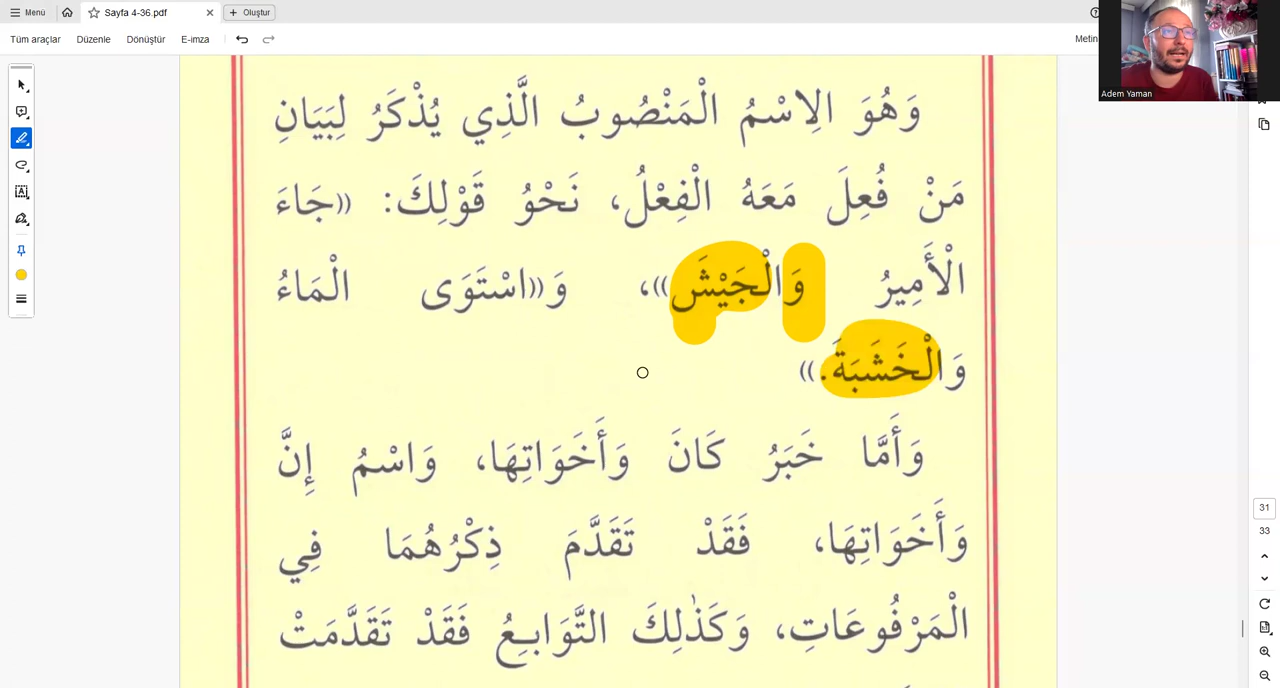 Menü
Sayfa 4-36.pdf
Oluştur
Tüm araçlar
Düzenle
Dönüştür
E-imza
Metin
Adem Yaman
وَهُوَ الِاسْمُ الْمَنْصُوبُ الَّذِي يُذْكَرُ لِبَيَانِ
مَنْ فُعِلَ مَعَهُ الْفِعْلُ، نَحْوُ قَوْلِكَ: «جَاءَ
الْأَمِيرُ وَالْجَيْشَ»، وَ«اسْتَوَى الْمَاءُ
وَالْخَشَبَةَ.»
وَأَمَّا خَبَرُ كَانَ وَأَخَوَاتِهَا، وَاسْمُ إِنَّ
وَأَخَوَاتِهَا، فَقَدْ تَقَدَّمَ ذِكْرُهُمَا فِي
الْمَرْفُوعَاتِ، وَكَذٰلِكَ التَّوَابِعُ فَقَدْ تَقَدَّمَتْ
31
33